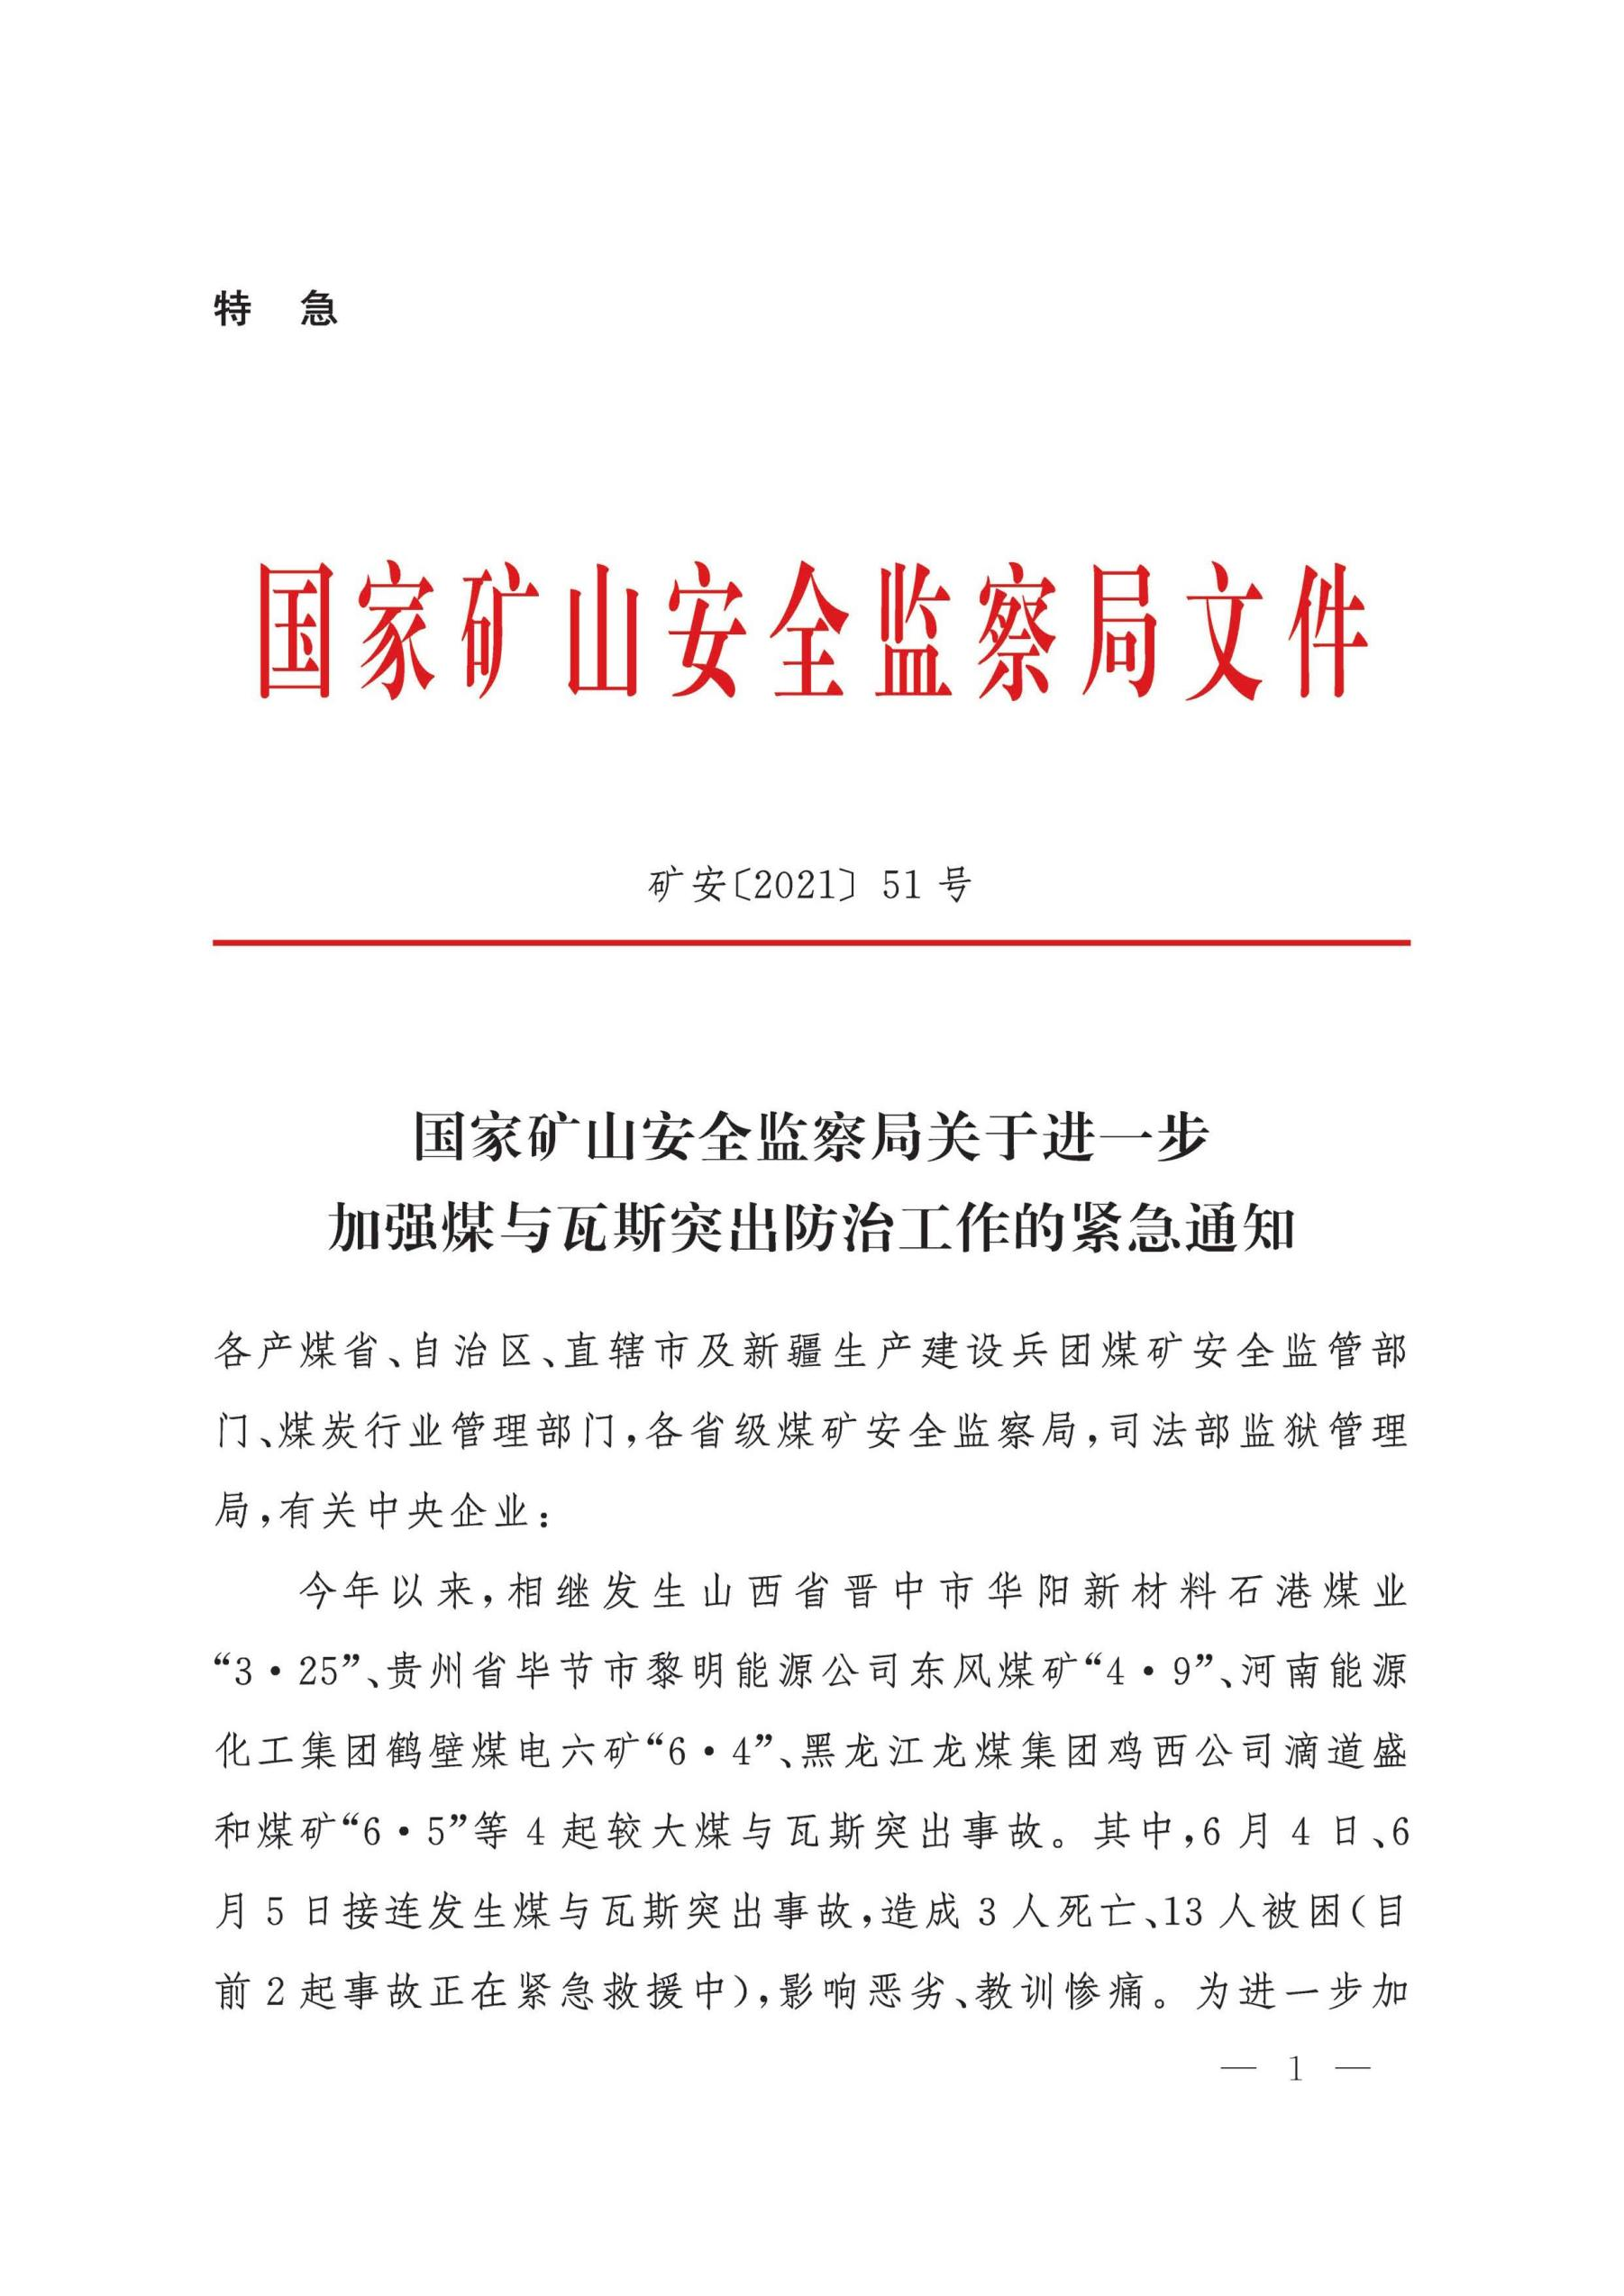 特 急
国家矿山安全监察局文件
矿安〔2021〕51 号
国家矿山安全监察局关于进一步
加强煤与瓦斯突出防治工作的紧急通知
各产煤省、自治区、直辖市及新疆生产建设兵团煤矿安全监管部
门、煤炭行业管理部门，各省级煤矿安全监察局，司法部监狱管理
局，有关中央企业：
今年以来，相继发生山西省晋中市华阳新材料石港煤业
“3·25”、贵州省毕节市黎明能源公司东风煤矿“4·9”、河南能源
化工集团鹤壁煤电六矿“6·4”、黑龙江龙煤集团鸡西公司滴道盛
和煤矿“6·5”等 4 起较大煤与瓦斯突出事故。其中，6 月 4 日、6
月 5 日接连发生煤与瓦斯突出事故，造成 3 人死亡、13 人被困（目
前 2 起事故正在紧急救援中），影响恶劣、教训惨痛。为进一步加
— 1 —